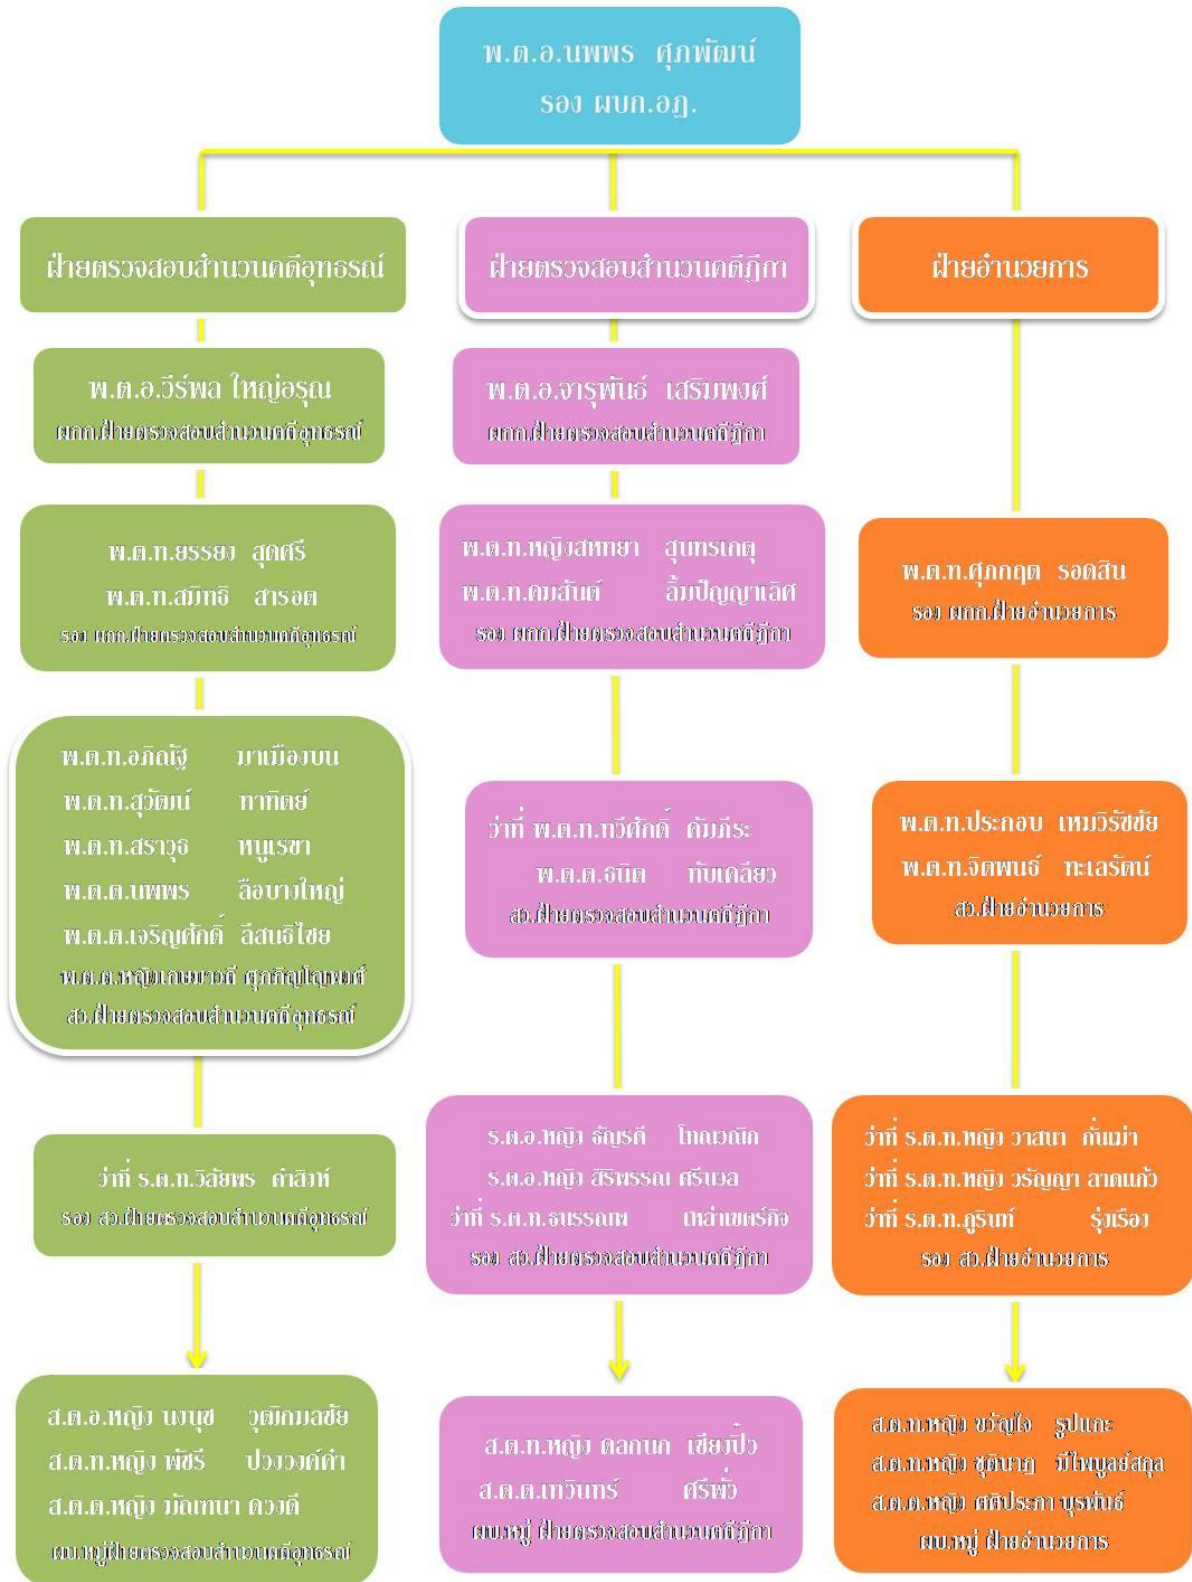 พ.ต.อ.นพพร ศุภพัฒน์
รอง ผบก.อฎ.
ฝ่ายตรวจสอบสำนวนคดีอุทธรณ์
พ.ต.อ.วีร์พล ใหญ่อรุณ
ผกก.ฝ่ายตรวจสอบสำนวนคดีอุทธรณ์
พ.ต.ท.ยรรยง สุดศรี
พ.ต.ท.สมิทธิ สารอต
รอง ผกก.ฝ่ายตรวจสอบสำนวนคดีอุทธรณ์
พ.ต.ท.อภิณัฐ มาเมืองบน
พ.ต.ท.สุวัฒน์ ทาทิตย์
พ.ต.ท.สราวุธ หนูเรขา
พ.ต.ต.นพพร ลือบางใหญ่
พ.ต.ต.เจริญศักดิ์ ลีสนธิไชย
พ.ต.ต.หญิง
สว.ฝ่ายตรวจสอบสำนวนคดีอุทธรณ์
ว่าที่ ร.ต.ท.วิลัยพร คำสิงห์
รอง สว.ฝ่ายตรวจสอบสำนวนคดีอุทธรณ์
ส.ต.อ.หญิง นงนุช วุฒิกมลชัย
ส.ต.ท.หญิง พัชรี ปวงวงค์คำ
ส.ต.ต.หญิง มัณฑนา ดวงดี
ผบ.หมู่ฝ่ายตรวจสอบสำนวนคดีอุทธรณ์
ฝ่ายตรวจสอบสำนวนคดีฎีกา
พ.ต.อ.จารุพันธ์ เสริมพงศ์
ผกก.ฝ่ายตรวจสอบสำนวนคดีฎีกา
พ.ต.ท.หญิงสหทยา สุนทรเกตุ
พ.ต.ท.คมสันต์ ลิ้มปัญญาเลิศ
รอง ผกก.ฝ่ายตรวจสอบสำนวนคดีฎีกา
ว่าที่ พ.ต.ท.ทวีศักดิ์ คัมภีระ
พ.ต.ต.ธนิต ทับเคลียว
สว.ฝ่ายตรวจสอบสำนวนคดีฎีกา
ร.ต.อ.หญิง ธัญรดี โทณวณิก
ร.ต.อ.หญิง สิริพรรณ ศรีนวล
ว่าที่ ร.ต.ท.ธนรรณพ เหล่าเขตร์กิจ
รอง สว.ฝ่ายตรวจสอบสำนวนคดีฎีกา
ส.ต.ท.หญิง ดลกนก เชียงปิ๋ว
ส.ต.ต.เทวินทร์ ศรีพั่ว
ผบ.หมู่ ฝ่ายตรวจสอบสำนวนคดีฎีกา
ฝ่ายอำนวยการ
พ.ต.ท.ศุภกฤต รอดสิน
รอง ผกก.ฝ่ายอำนวยการ
พ.ต.ท.ประกอบ เหมวิรัชชัย
พ.ต.ท.จิตพนธ์ ทะเลรัตน์
สว.ฝ่ายอำนวยการ
ว่าที่ ร.ต.ท.หญิง วาสนา กั่นเม่า
ว่าที่ ร.ต.ท.หญิง วรัญญา ลาดแก้ว
ว่าที่ ร.ต.ท.ภูรินท์ รุ่งเรือง
รอง สว.ฝ่ายอำนวยการ
ส.ต.ท.หญิง ขวัญใจ รูปแกะ
ส.ต.ท.หญิง ชุตินาฎ มีไพบูลย์สกุล
ส.ต.ต.หญิง ศศิประภา บุรพันธ์
ผบ.หมู่ ฝ่ายอำนวยการ